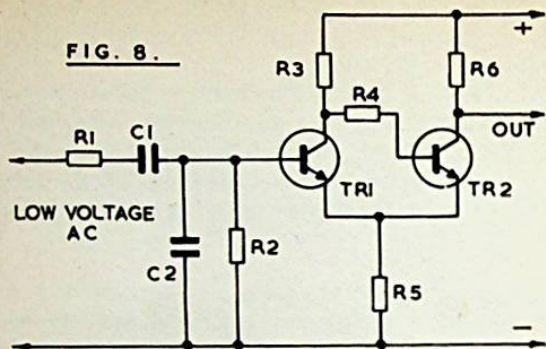 FIG. 8.
R3
R4
R6
+
R1
C1
OUT
TR1
TR2
LOW VOLTAGE
AC
C2
R2
R5
−